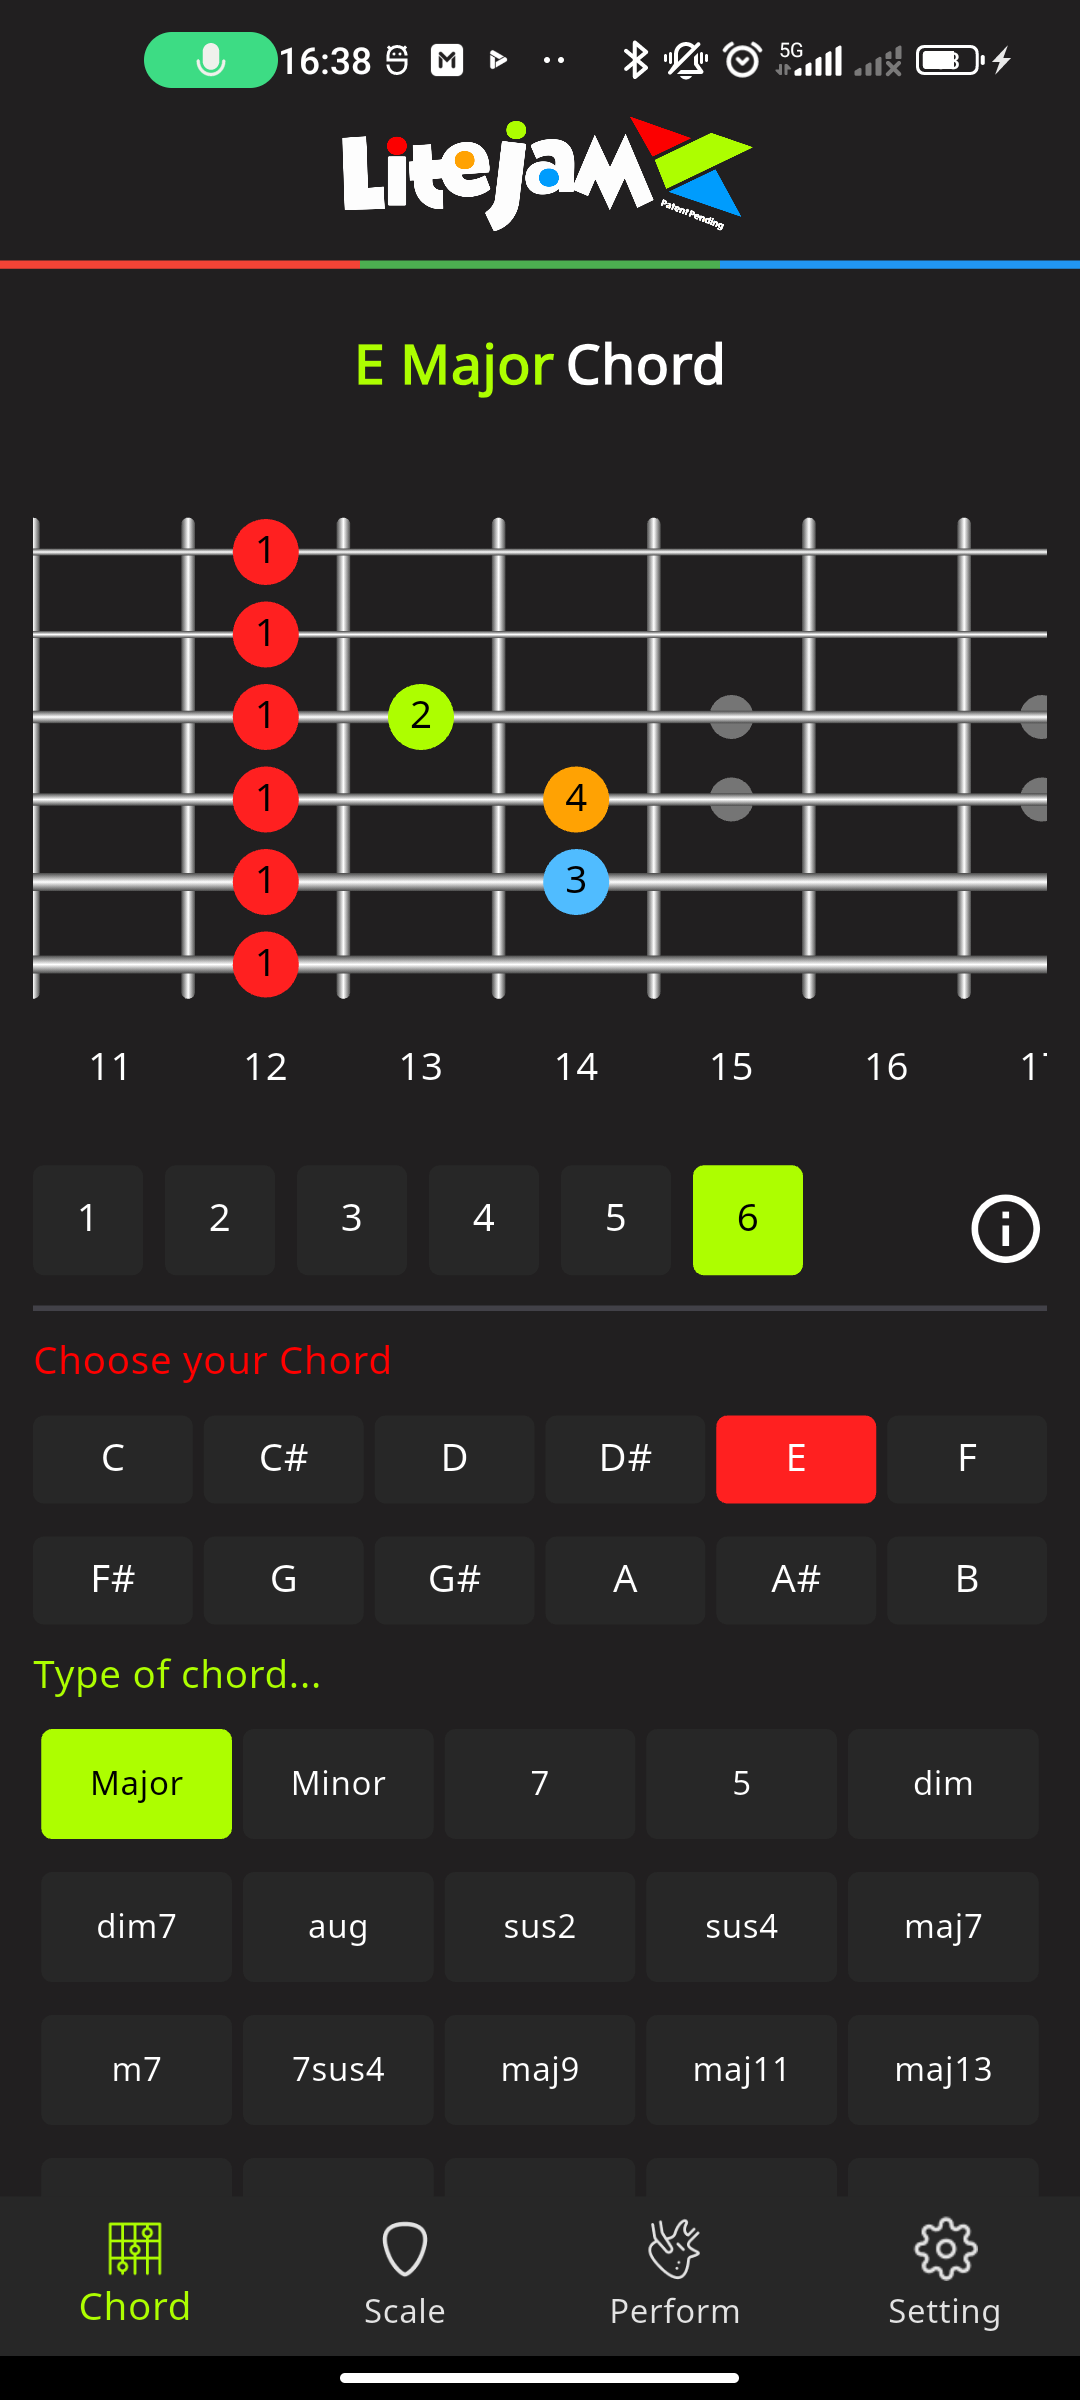 16:38
5G
LiteJam
Patent Pending
E Major Chord
1
1
1 2
1 4
1 3
1
11 12 13 14 15 16
1 2 3 4 5 6
Choose your Chord
C C# D D# E F
F# G G# A A# B
Type of chord...
Major Minor 7 5 dim
dim7 aug sus2 sus4 maj7
m7 7sus4 maj9 maj11 maj13
Chord Scale Perform Setting